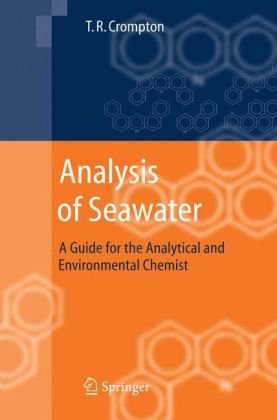 T. R. Crompton
Analysis
of Seawater
A Guide for the Analytical and
Environmental Chemist
Springer